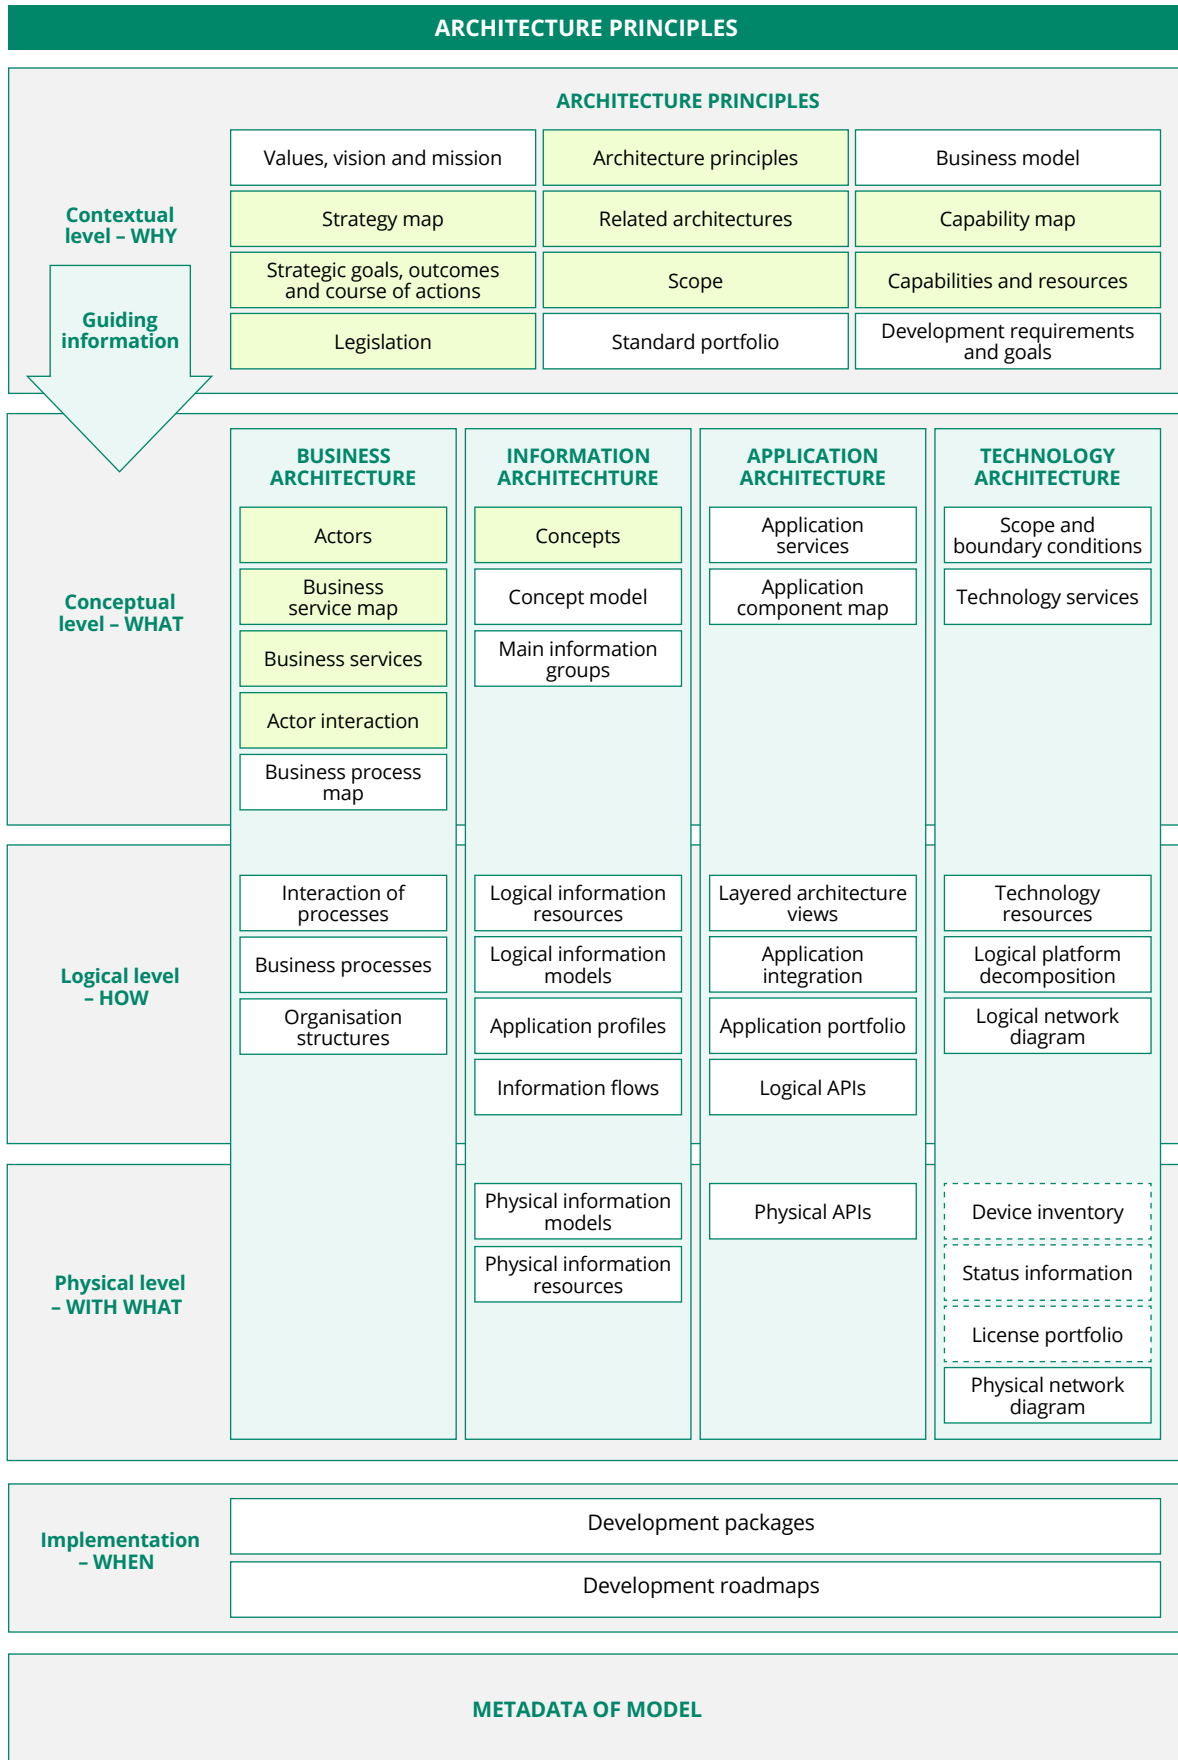 ARCHITECTURE PRINCIPLES
ARCHITECTURE PRINCIPLES
Values, vision and mission
Architecture principles
Business model
Contextual
level – WHY
Strategy map
Related architectures
Capability map
Strategic goals, outcomes
and course of actions
Scope
Capabilities and resources
Guiding
information
Legislation
Standard portfolio
Development requirements
and goals
BUSINESS
ARCHITECTURE
INFORMATION
ARCHITECHTURE
APPLICATION
ARCHITECTURE
TECHNOLOGY
ARCHITECTURE
Conceptual
level – WHAT
Actors
Business
service map
Business services
Actor interaction
Business process
map
Concepts
Concept model
Main information
groups
Application
services
Application
component map
Scope and
boundary conditions
Technology services
Logical level
– HOW
Interaction of
processes
Business processes
Organisation
structures
Logical information
resources
Logical information
models
Application profiles
Information flows
Layered architecture
views
Application
integration
Application portfolio
Logical APIs
Technology
resources
Logical platform
decomposition
Logical network
diagram
Physical level
– WITH WHAT
Physical information
models
Physical information
resources
Physical APIs
Device inventory
Status information
License portfolio
Physical network
diagram
Implementation
– WHEN
Development packages
Development roadmaps
METADATA OF MODEL